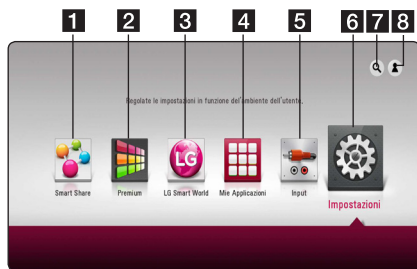 1 2 3 4 5 6 7 8
Regolate le impostazioni in funzione dell'ambiente dell'utente.
LG
Smart Share Premium LG Smart World Mie Applicazioni Input Impostazioni